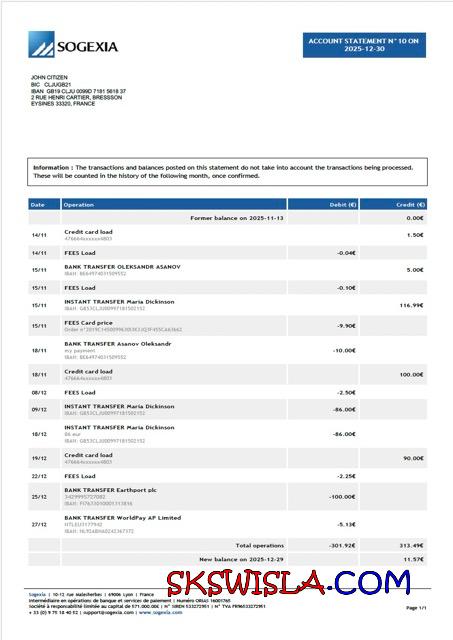 SOGEXIA
ACCOUNT STATEMENT N°10 ON
2025-12-30
JOHN CITIZEN
BIC CLJUGB21
IBAN GB19 CLJU 0099D 7181 5618 37
2 RUE HENRI CARTIER, BRESSSON
EYSINES 33320, FRANCE
Information : The transactions and balances posted on this statement do not take into account the transactions being processed.
These will be counted in the history of the following month, once confirmed.
Date Operation Debit (€) Credit (€)
Former balance on 2025-11-13 0.00€
14/11 Credit card load 1.50€
476664xxxxxx4803
14/11 FEES Load -0.04€
15/11 BANK TRANSFER OLEKSANDR ASANOV 5.00€
IBAN: BE64974031509552
15/11 FEES Load -0.10€
15/11 INSTANT TRANSFER Maria Dickinson 116.99€
IBAN: GB53CLJU00997181502152
15/11 FEES Card price -9.90€
18/11 BANK TRANSFER Asanov Oleksandr -10.00€
my payment
IBAN: BE64974031509552
18/11 Credit card load 100.00€
476664xxxxxx4803
08/12 FEES Load -2.50€
09/12 INSTANT TRANSFER Maria Dickinson -86.00€
IBAN: GB53CLJU00997181502152
18/12 INSTANT TRANSFER Maria Dickinson -86.00€
86 eur
IBAN: GB53CLJU00997181502152
19/12 Credit card load 90.00€
476664xxxxxx4803
22/12 FEES Load -2.25€
25/12 BANK TRANSFER Earthport plc -100.00€
3429995727082
27/12 BANK TRANSFER WorldPay AP Limited -5.13€
Total operations -301.92€ 313.49€
New balance on 2025-12-29 11.57€
SKSWISLA.COM
Sogexia | 10-12 rue Malesherbes | 69006 Lyon | France
Intermédiaire en opérations de banque et services de paiement | Numéro ORIAS 16001765
Société à responsabilité limitée au capital de 571.000.00€ | N° SIREN 533272951 | N° TVA FR96533272951
+ 33 (0) 9 75 18 40 52 | support@sogexia.com | www.sogexia.com
Page 1/1